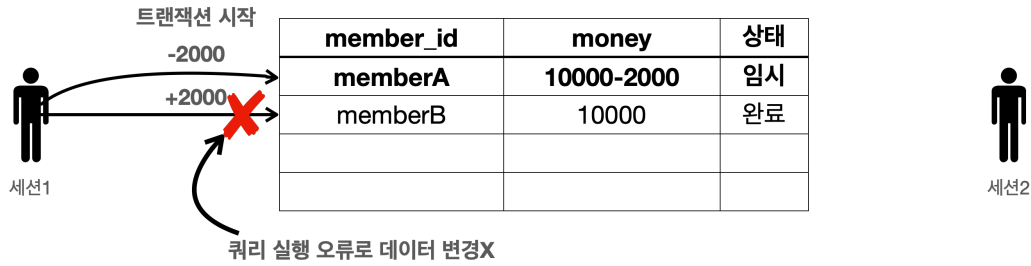 트랜잭션 시작
-2000
+2000
세션1
member_id money 상태
memberA 10000-2000 임시
memberB 10000 완료
세션2
쿼리 실행 오류로 데이터 변경X